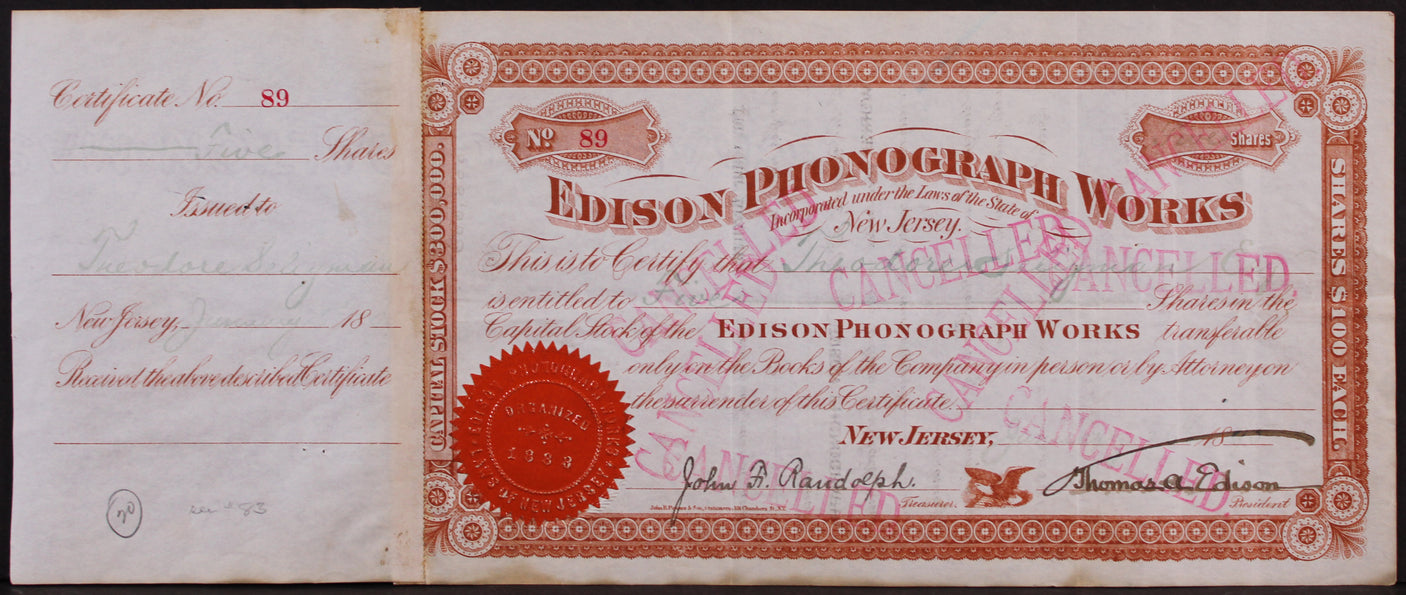 Certificate No. 89
Five Shares
Issued to
Theodore Seligman
New Jersey, January 18
Received the above described Certificate
20
CAPITAL STOCK $300,000.
No. 89
Shares
EDISON PHONOGRAPH WORKS
Incorporated under the Laws of the State of
New Jersey.
This is to Certify that Theodore Seligman
is entitled to Five Shares in the
Capital Stock of the EDISON PHONOGRAPH WORKS transferable
only on the Books of the Company in person or by Attorney on
the surrender of this Certificate.
NEW JERSEY, 18
John F. Randolph.
Treasurer.
Thomas A Edison
President
SHARES $100 EACH
EDISON PHONOGRAPH WORKS
ORGANIZED
1888
OF NEW JERSEY
CANCELLED
CANCELLED
CANCELLED
CANCELLED
CANCELLED
CANCELLED
CANCELLED
CANCELLED